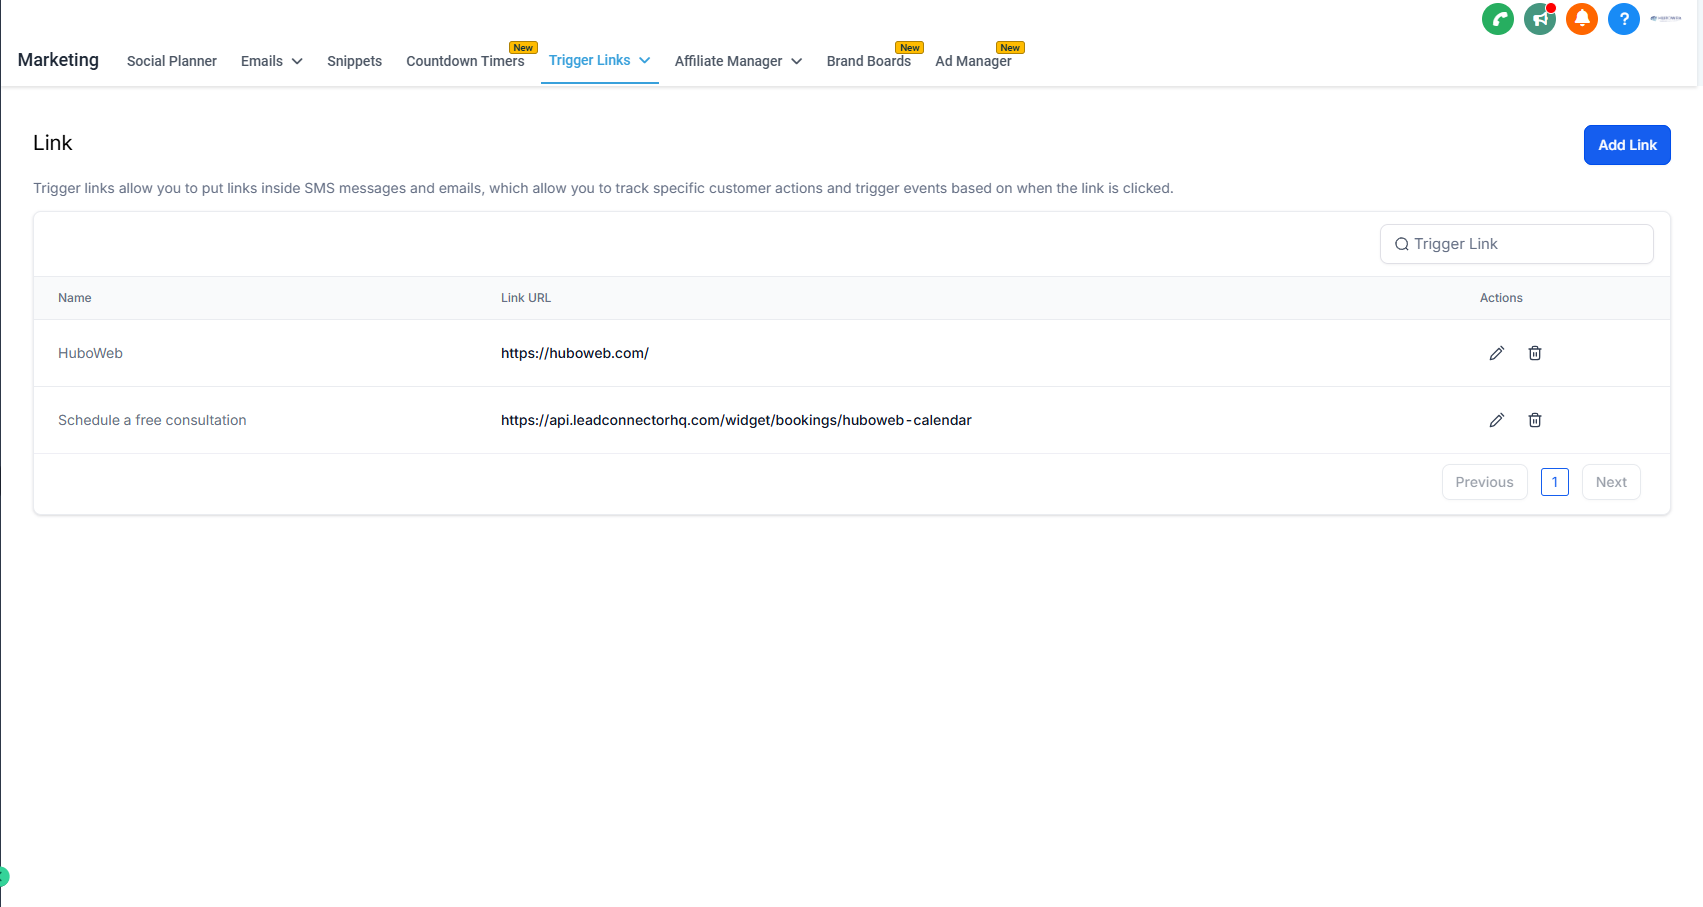 Marketing
Social Planner
Emails
Snippets
Countdown Timers
New
Trigger Links
Affiliate Manager
Brand Boards
New
Ad Manager
New
?
Link
Add Link
Trigger links allow you to put links inside SMS messages and emails, which allow you to track specific customer actions and trigger events based on when the link is clicked.
Trigger Link
Name Link URL Actions
HuboWeb https://huboweb.com/
Schedule a free consultation https://api.leadconnectorhq.com/widget/bookings/huboweb-calendar
Previous 1 Next